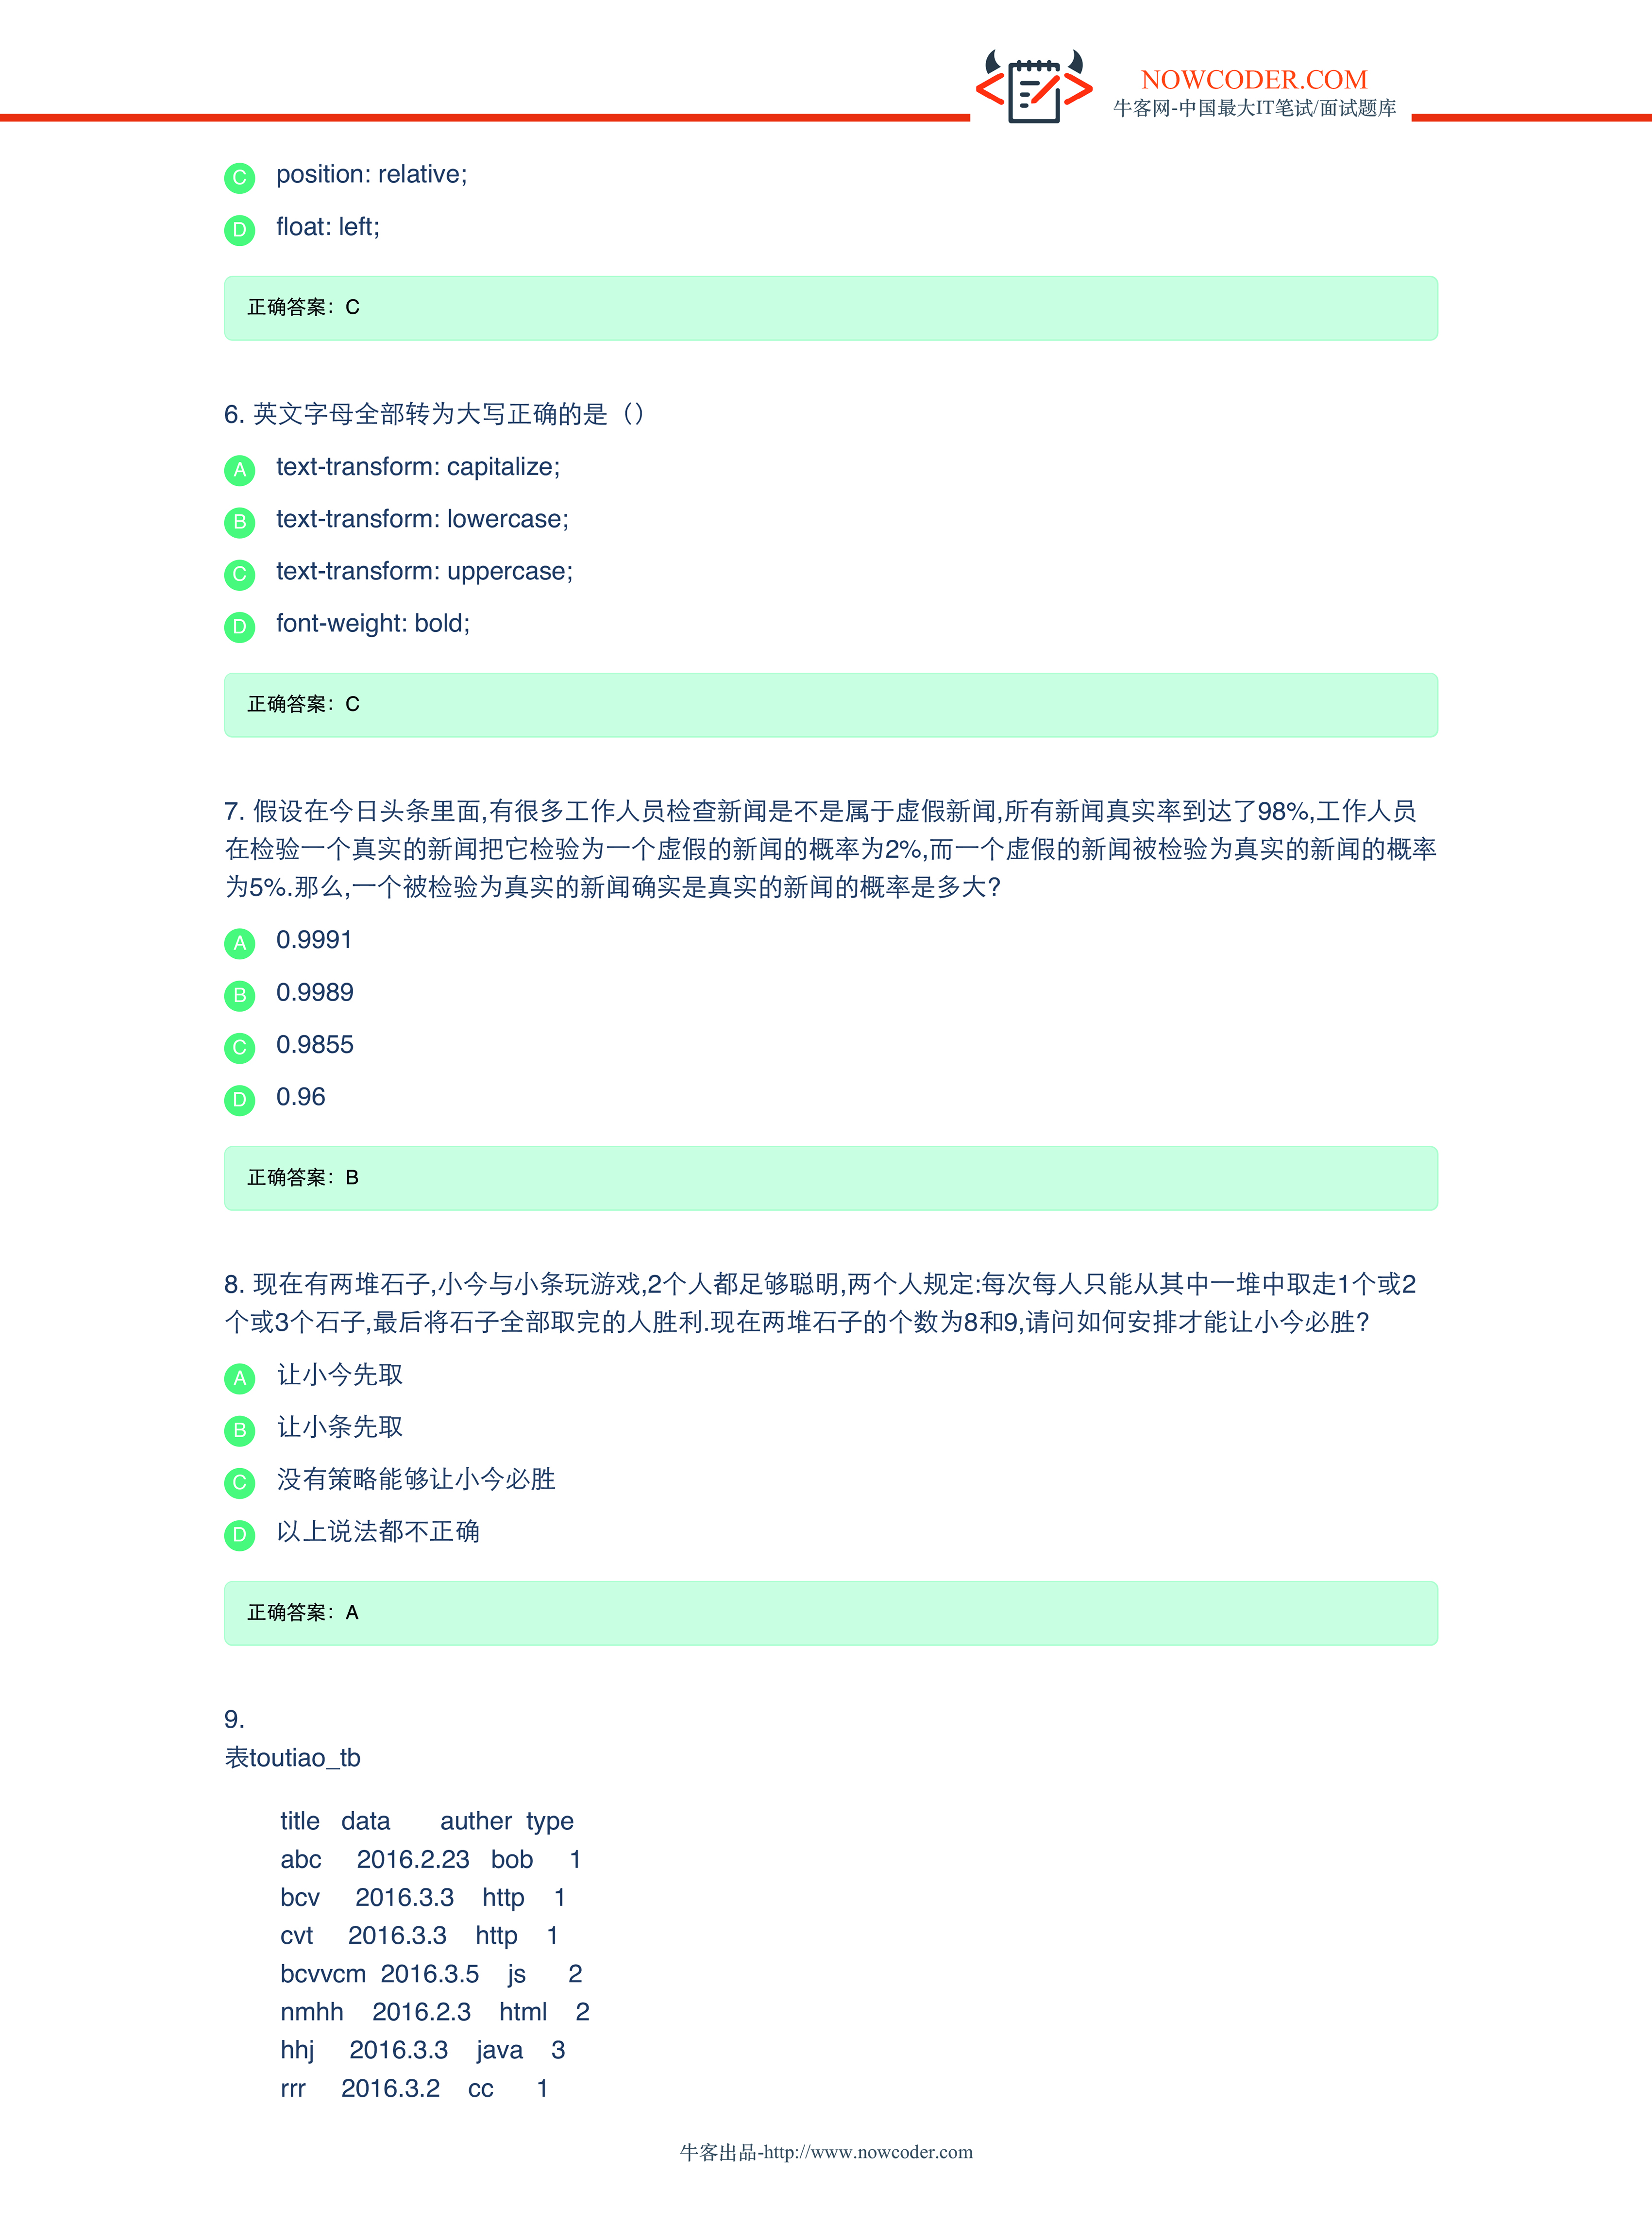 NOWCODER.COM
牛客网-中国最大IT笔试/面试题库
C position: relative;
D float: left;
正确答案：C
6. 英文字母全部转为大写正确的是（）
A text-transform: capitalize;
B text-transform: lowercase;
C text-transform: uppercase;
D font-weight: bold;
正确答案：C
7. 假设在今日头条里面,有很多工作人员检查新闻是不是属于虚假新闻,所有新闻真实率到达了98%,工作人员
在检验一个真实的新闻把它检验为一个虚假的新闻的概率为2%,而一个虚假的新闻被检验为真实的新闻的概率
为5%.那么,一个被检验为真实的新闻确实是真实的新闻的概率是多大?
A 0.9991
B 0.9989
C 0.9855
D 0.96
正确答案：B
8. 现在有两堆石子,小今与小条玩游戏,2个人都足够聪明,两个人规定:每次每人只能从其中一堆中取走1个或2
个或3个石子,最后将石子全部取完的人胜利.现在两堆石子的个数为8和9,请问如何安排才能让小今必胜?
A 让小今先取
B 让小条先取
C 没有策略能够让小今必胜
D 以上说法都不正确
正确答案：A
9.
表toutiao_tb
title data auther type
abc 2016.2.23 bob 1
bcv 2016.3.3 http 1
cvt 2016.3.3 http 1
bcvvcm 2016.3.5 js 2
nmhh 2016.2.3 html 2
hhj 2016.3.3 java 3
rrr 2016.3.2 cc 1
牛客出品-http://www.nowcoder.com